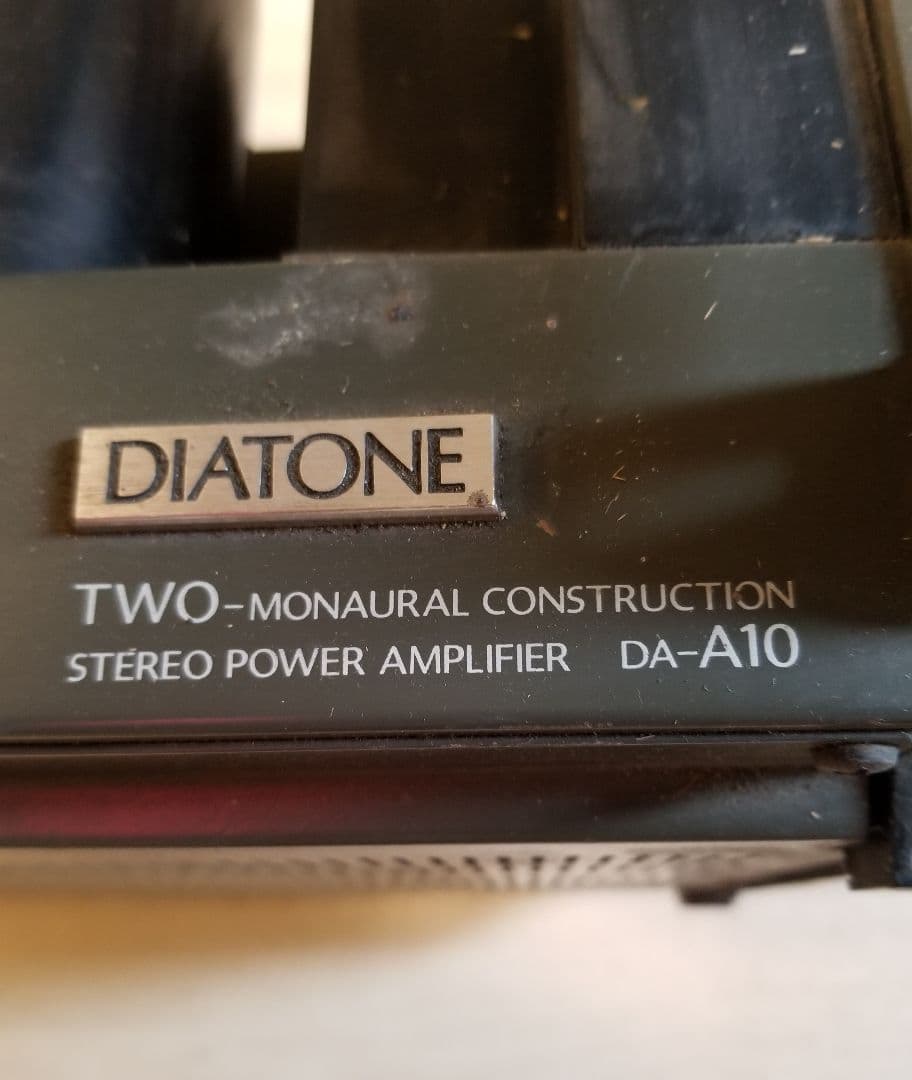 DIATONE
TWO-MONAURAL CONSTRUCTION
STEREO POWER AMPLIFIER DA-A10